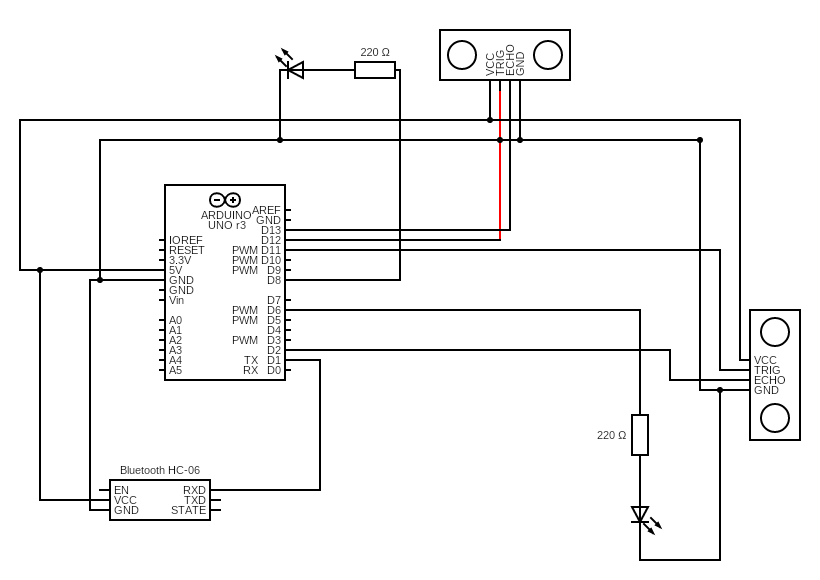 220 Ω
VCC
TRIG
ECHO
GND
ARDUINO
UNO r3
AREF
GND
D13
IOREF D12
RESET PWM D11
3.3V PWM D10
5V PWM D9
GND D8
GND
Vin D7
PWM D6
A0 PWM D5
A1 D4
A2 PWM D3
A3 D2
A4 TX D1
A5 RX D0
VCC
TRIG
ECHO
GND
220 Ω
Bluetooth HC-06
EN RXD
VCC TXD
GND STATE